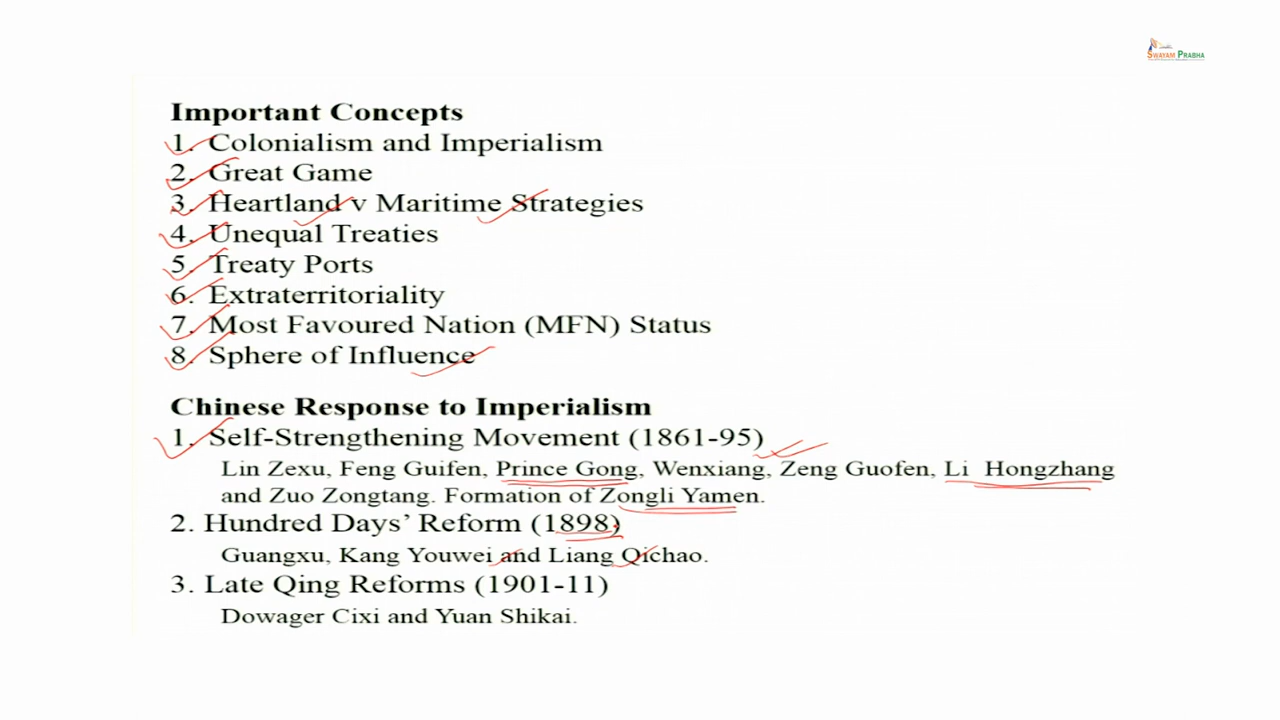 SWAYAM PRABHA
Important Concepts
1. Colonialism and Imperialism
2. Great Game
3. Heartland v Maritime Strategies
4. Unequal Treaties
5. Treaty Ports
6. Extraterritoriality
7. Most Favoured Nation (MFN) Status
8. Sphere of Influence
Chinese Response to Imperialism
1. Self-Strengthening Movement (1861-95)
Lin Zexu, Feng Guifen, Prince Gong, Wenxiang, Zeng Guofen, Li Hongzhang
and Zuo Zongtang. Formation of Zongli Yamen.
2. Hundred Days’ Reform (1898)
Guangxu, Kang Youwei and Liang Qichao.
3. Late Qing Reforms (1901-11)
Dowager Cixi and Yuan Shikai.